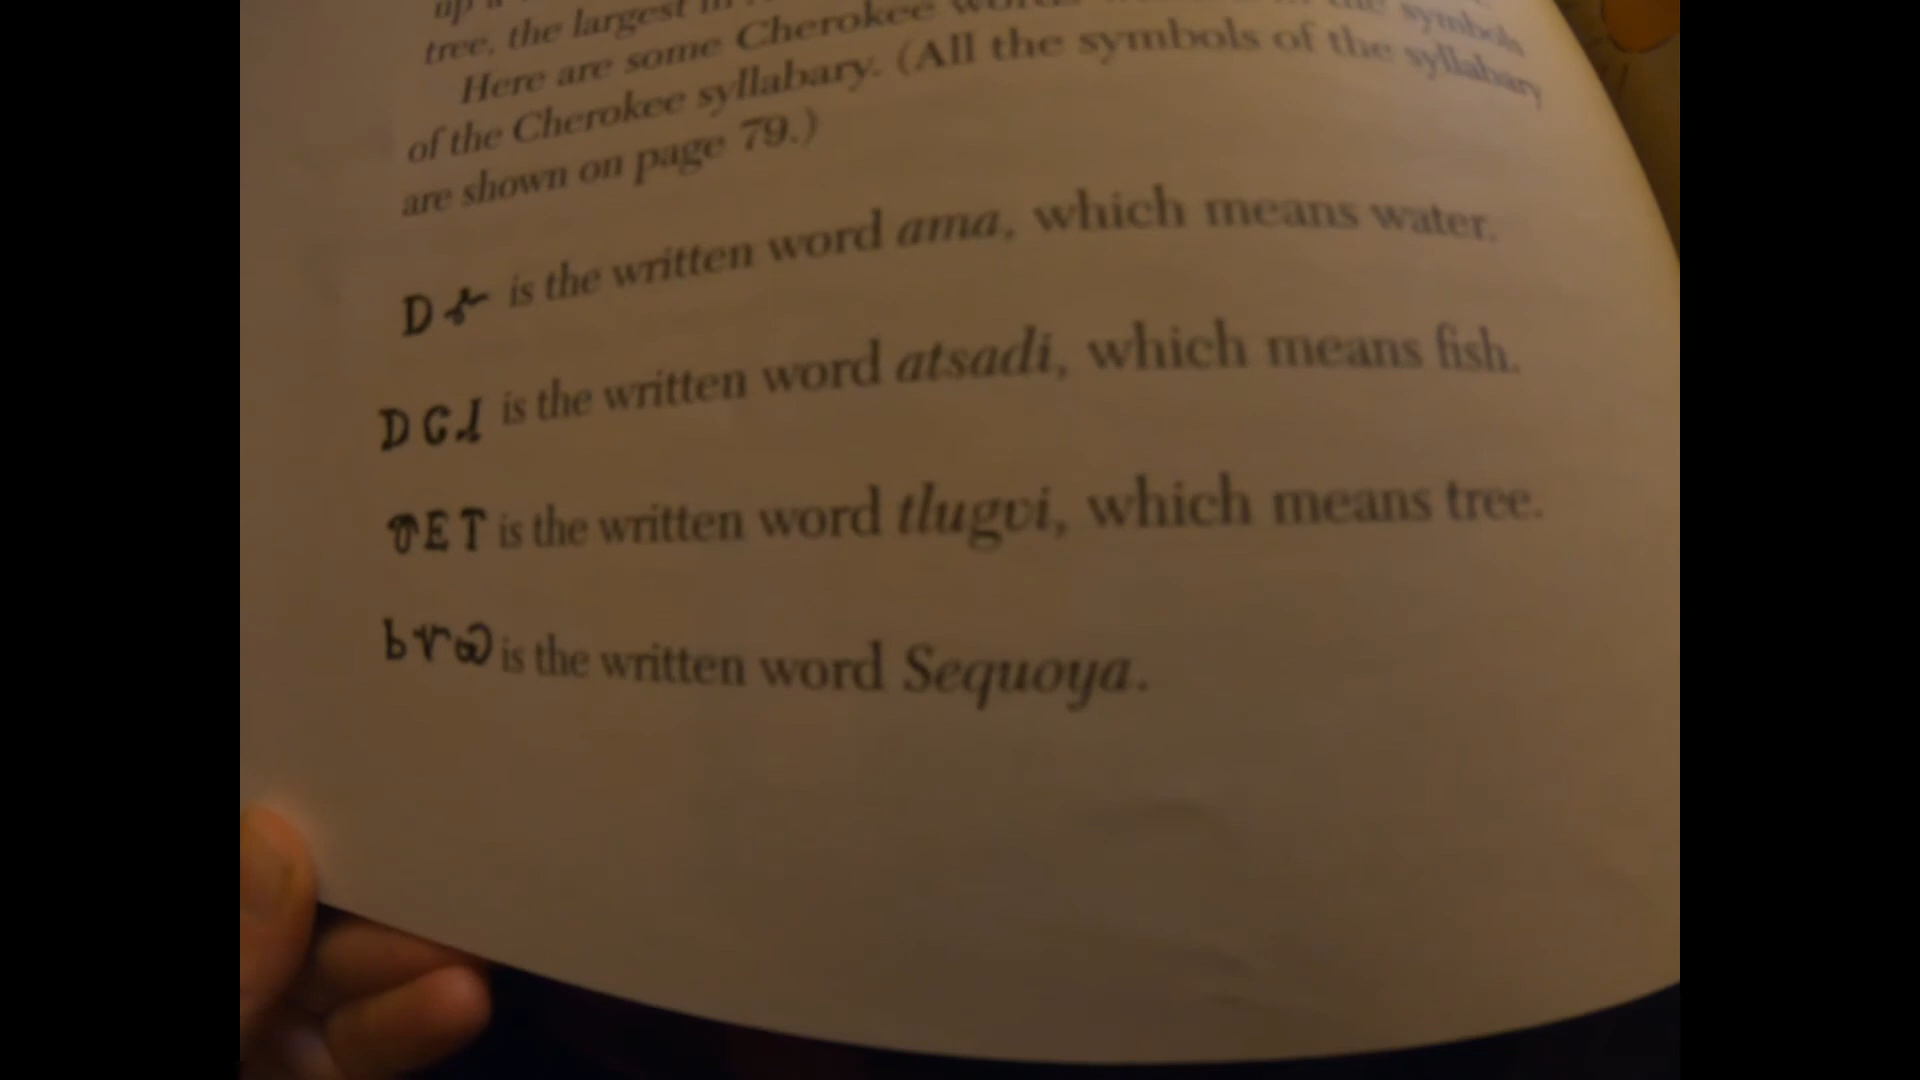 up a
tree, the largest in
Here are some Cherokee words the symbols
of the Cherokee syllabary. (All the symbols of the syllabary
are shown on page 79.)
ᎠᎹ is the written word ama, which means water.
ᎠᏣᏗ is the written word atsadi, which means fish.
ᏡᎬᎢ is the written word tlugvi, which means tree.
ᏏᏉᏯ is the written word Sequoya.